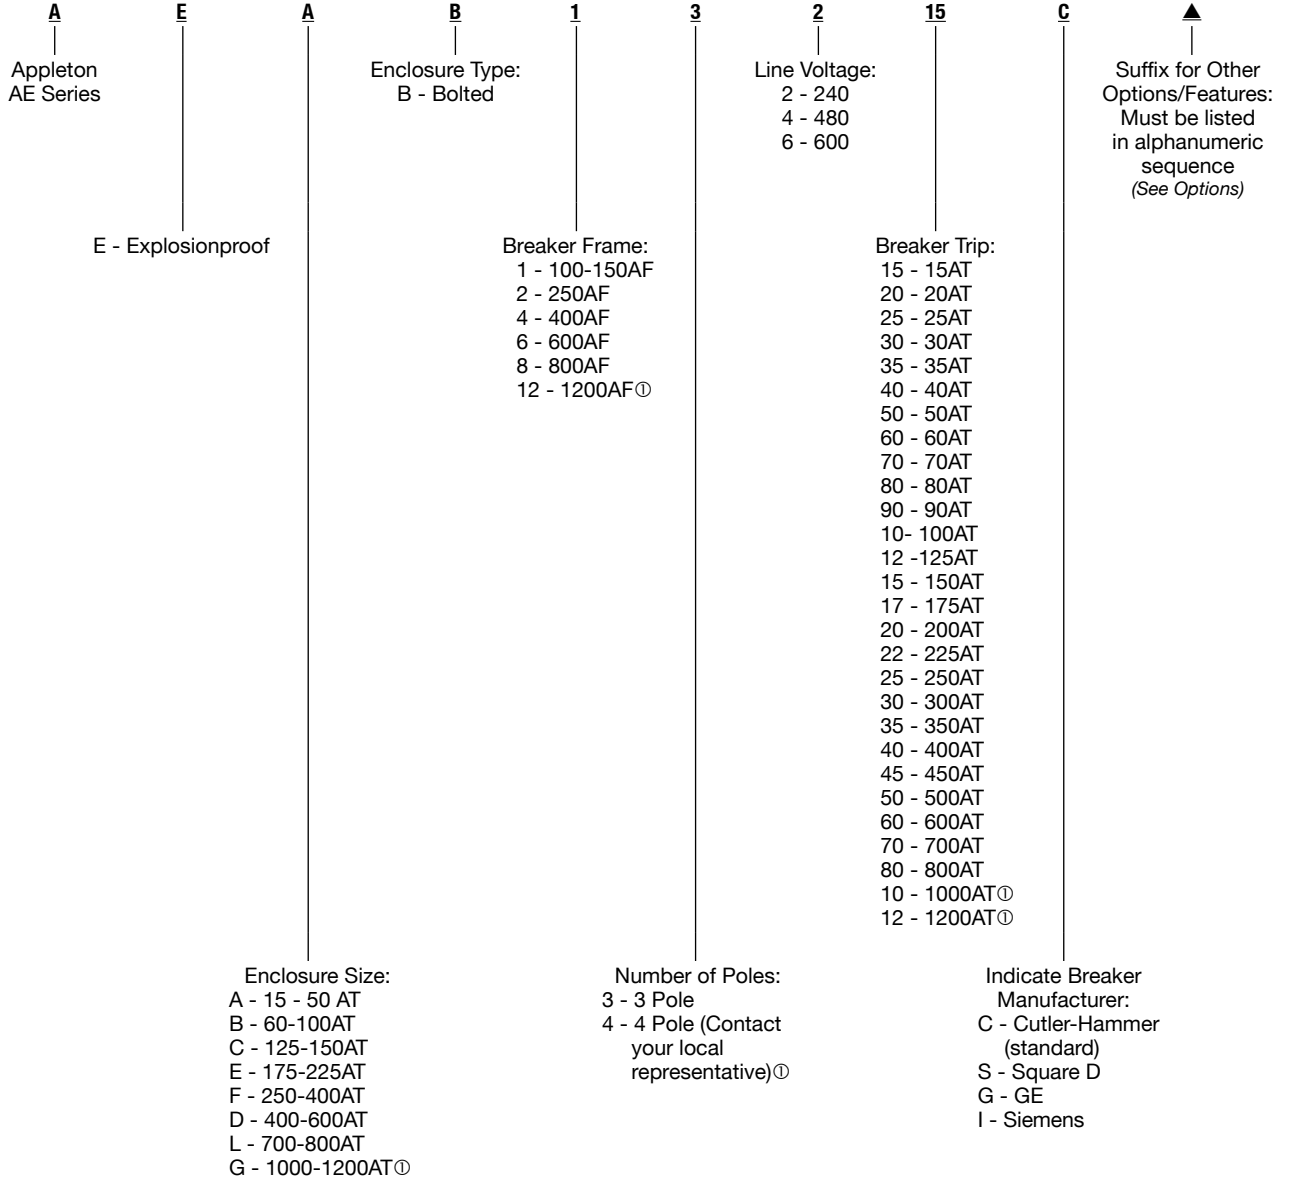 A E A B 1 3 2 15 C ▲
Appleton
AE Series
Enclosure Type:
B - Bolted
Line Voltage:
2 - 240
4 - 480
6 - 600
Suffix for Other
Options/Features:
Must be listed
in alphanumeric
sequence
(See Options)
E - Explosionproof
Breaker Frame:
1 - 100-150AF
2 - 250AF
4 - 400AF
6 - 600AF
8 - 800AF
12 - 1200AF①
Breaker Trip:
15 - 15AT
20 - 20AT
25 - 25AT
30 - 30AT
35 - 35AT
40 - 40AT
50 - 50AT
60 - 60AT
70 - 70AT
80 - 80AT
90 - 90AT
10- 100AT
12 -125AT
15 - 150AT
17 - 175AT
20 - 200AT
22 - 225AT
25 - 250AT
30 - 300AT
35 - 350AT
40 - 400AT
45 - 450AT
50 - 500AT
60 - 600AT
70 - 700AT
80 - 800AT
10 - 1000AT①
12 - 1200AT①
Enclosure Size:
A - 15 - 50 AT
B - 60-100AT
C - 125-150AT
E - 175-225AT
F - 250-400AT
D - 400-600AT
L - 700-800AT
G - 1000-1200AT①
Number of Poles:
3 - 3 Pole
4 - 4 Pole (Contact
your local
representative)①
Indicate Breaker
Manufacturer:
C - Cutler-Hammer
(standard)
S - Square D
G - GE
I - Siemens